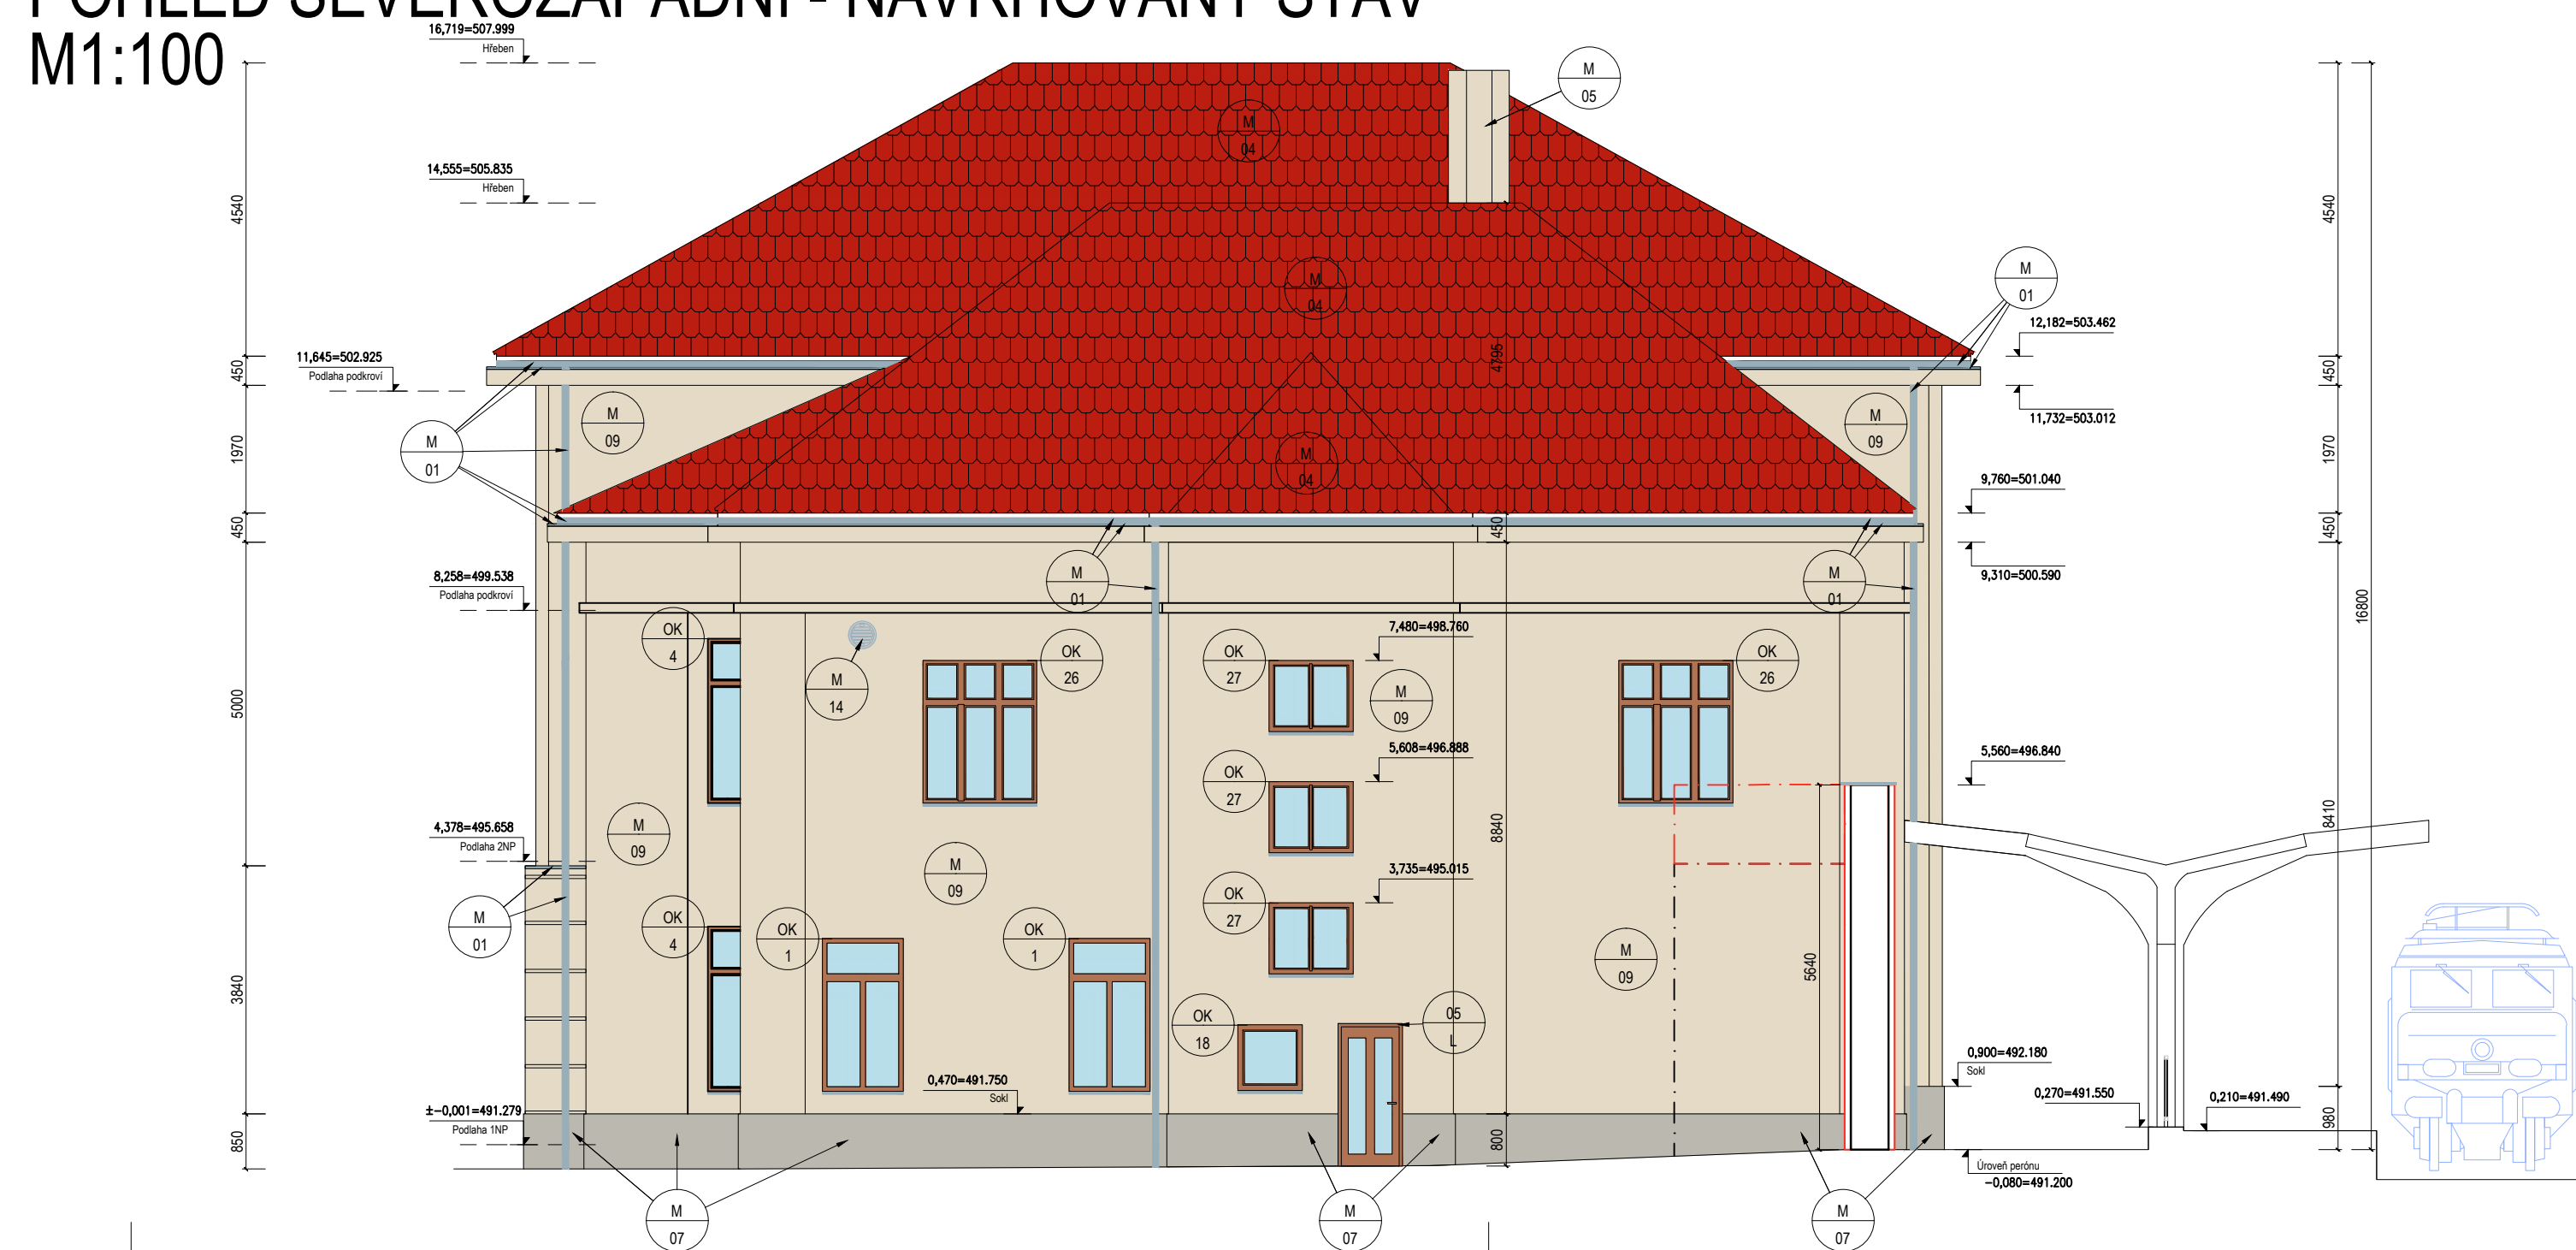 POHLED SEVEROZÁPADNÍ - NAVRHOVANÝ STAV
M1:100
16,719=507.999
Hřeben
M
05
M
04
14,555=505.835
Hřeben
4540
4540
M
04
M
01
12,182=503.462
11,645=502.925
Podlaha podkroví
450
4795
450
11,732=503.012
M
09
M
09
M
01
1970
1970
M
04
9,760=501.040
450
450
450
M
01
M
01
9,310=500.590
8,258=499.538
Podlaha podkroví
16800
OK
4
7,480=498.760
OK
26
OK
27
OK
26
M
14
M
09
5000
5,608=496.888
5,560=496.840
OK
27
4,378=495.658
Podlaha 2NP
M
09
8840
8410
M
09
3,735=495.015
OK
27
M
01
OK
4
OK
1
OK
1
M
09
5640
3840
OK
18
05
L
0,900=492.180
Sokl
0,470=491.750
Sokl
0,270=491.550
0,210=491.490
±-0,001=491.279
Podlaha 1NP
850
800
980
Úroveň perónu
-0,080=491.200
M
07
M
07
M
07